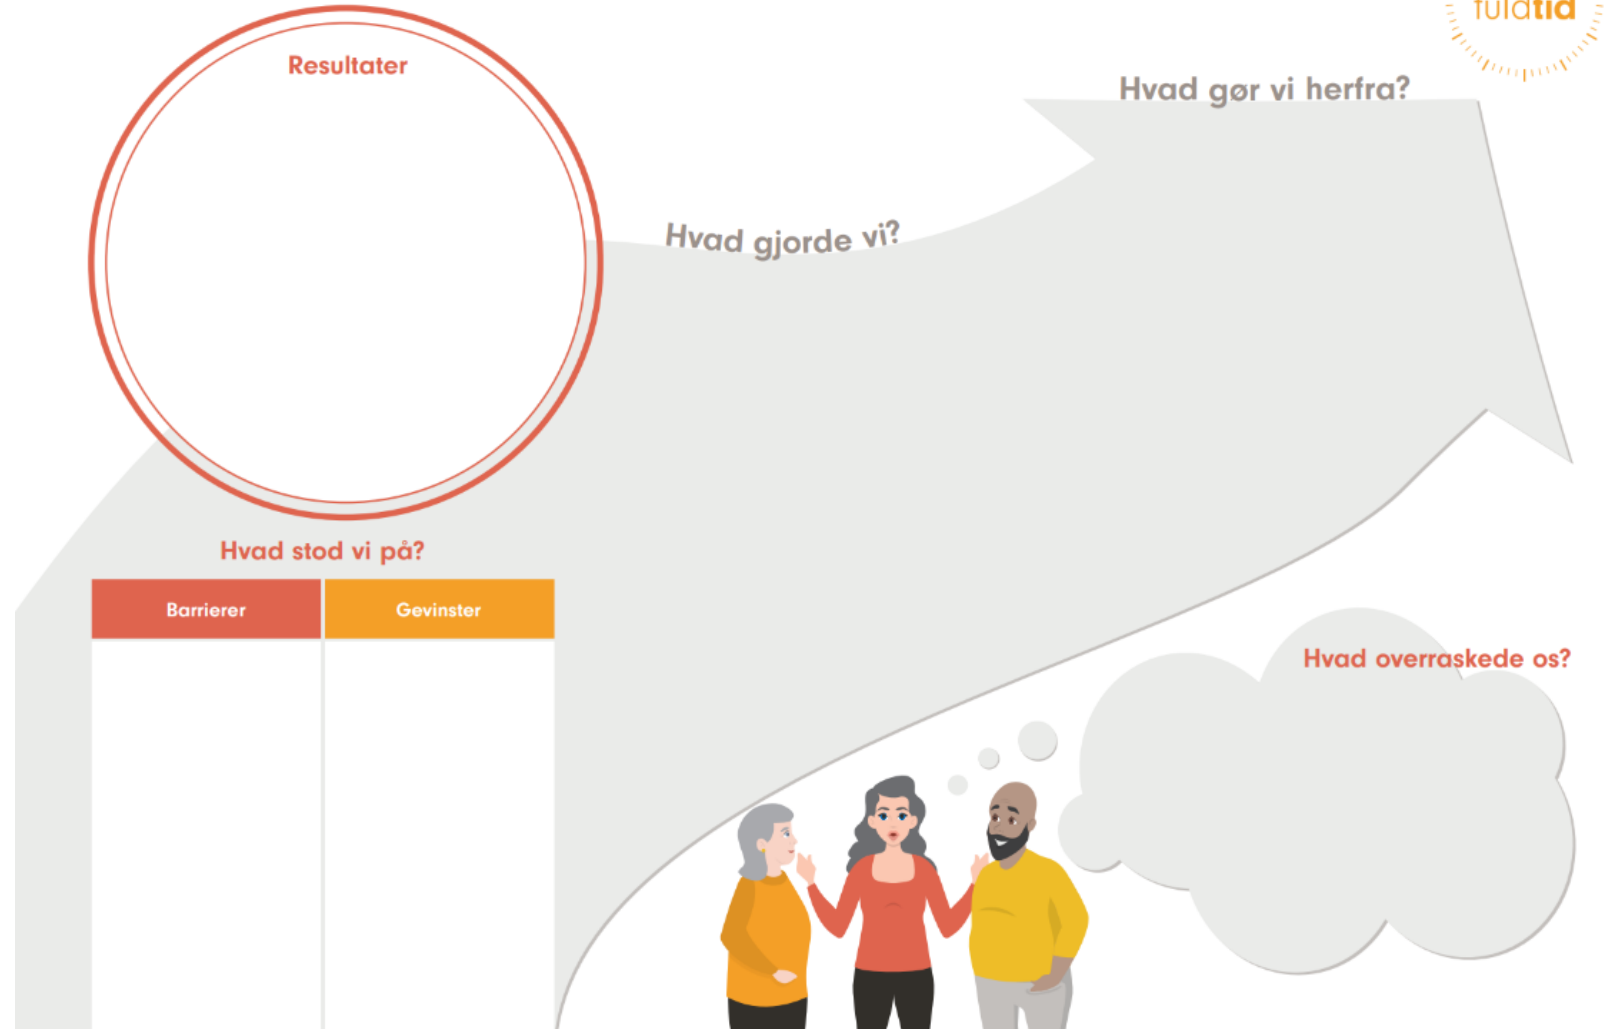 fuldtid
Resultater
Hvad gør vi herfra?
Hvad gjorde vi?
Hvad stod vi på?
Barrierer
Gevinster
Hvad overraskede os?